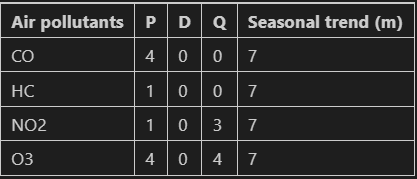 Air pollutants P D Q Seasonal trend (m)
CO 4 0 0 7
HC 1 0 0 7
NO2 1 0 3 7
O3 4 0 4 7